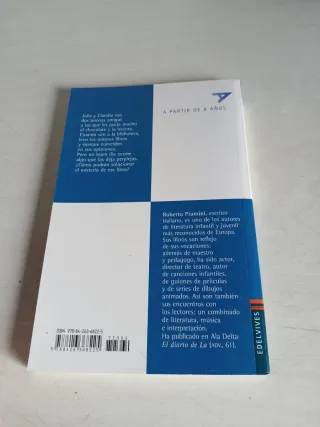 A PARTIR DE 8 AÑOS
Julio y Claudia son
dos buenos amigos
a los que les gusta mucho
el chocolate y la lectura.
Cuando van a la biblioteca,
leen los mismos libros
y siempre coinciden
en sus opiniones.
Pero un buen día ocurre
algo que los deja perplejos.
¿Cómo podrán solucionar
el misterio de ese libro?
Roberto Piumini, escritor
italiano, es uno de los autores
de literatura infantil y juvenil
más reconocidos de Europa.
Sus libros son reflejo
de sus vocaciones:
además de maestro
y pedagogo, ha sido actor,
director de teatro, autor
de canciones infantiles,
de guiones de películas
y de series de dibujos
animados. Así son también
sus encuentros con
los lectores: un combinado
de literatura, música
e interpretación.
Ha publicado en Ala Delta
El diario de La (nov., 61).
EDELVIVES